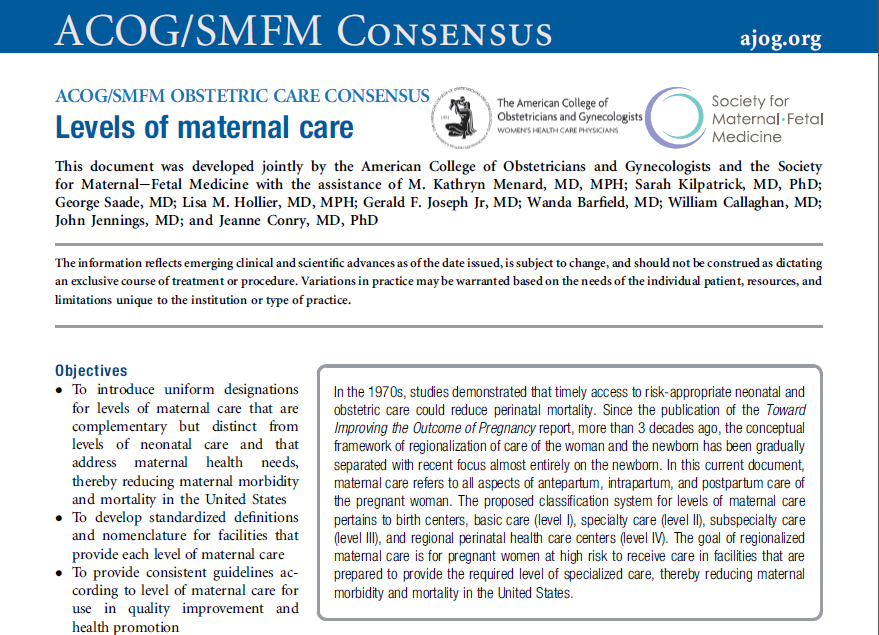 ACOG/SMFM CONSENSUS
ajog.org
ACOG/SMFM OBSTETRIC CARE CONSENSUS
Levels of maternal care
The American College of
Obstetricians and Gynecologists
WOMEN'S HEALTH CARE PHYSICIANS
Society for
Maternal•Fetal
Medicine
This document was developed jointly by the American College of Obstetricians and Gynecologists and the Society
for Maternal–Fetal Medicine with the assistance of M. Kathryn Menard, MD, MPH; Sarah Kilpatrick, MD, PhD;
George Saade, MD; Lisa M. Hollier, MD, MPH; Gerald F. Joseph Jr, MD; Wanda Barfield, MD; William Callaghan, MD;
John Jennings, MD; and Jeanne Conry, MD, PhD
The information reflects emerging clinical and scientific advances as of the date issued, is subject to change, and should not be construed as dictating
an exclusive course of treatment or procedure. Variations in practice may be warranted based on the needs of the individual patient, resources, and
limitations unique to the institution or type of practice.
Objectives
• To introduce uniform designations
for levels of maternal care that are
complementary but distinct from
levels of neonatal care and that
address maternal health needs,
thereby reducing maternal morbidity
and mortality in the United States
• To develop standardized definitions
and nomenclature for facilities that
provide each level of maternal care
• To provide consistent guidelines ac-
cording to level of maternal care for
use in quality improvement and
health promotion
In the 1970s, studies demonstrated that timely access to risk-appropriate neonatal and
obstetric care could reduce perinatal mortality. Since the publication of the Toward
Improving the Outcome of Pregnancy report, more than 3 decades ago, the conceptual
framework of regionalization of care of the woman and the newborn has been gradually
separated with recent focus almost entirely on the newborn. In this current document,
maternal care refers to all aspects of antepartum, intrapartum, and postpartum care of
the pregnant woman. The proposed classification system for levels of maternal care
pertains to birth centers, basic care (level I), specialty care (level II), subspecialty care
(level III), and regional perinatal health care centers (level IV). The goal of regionalized
maternal care is for pregnant women at high risk to receive care in facilities that are
prepared to provide the required level of specialized care, thereby reducing maternal
morbidity and mortality in the United States.